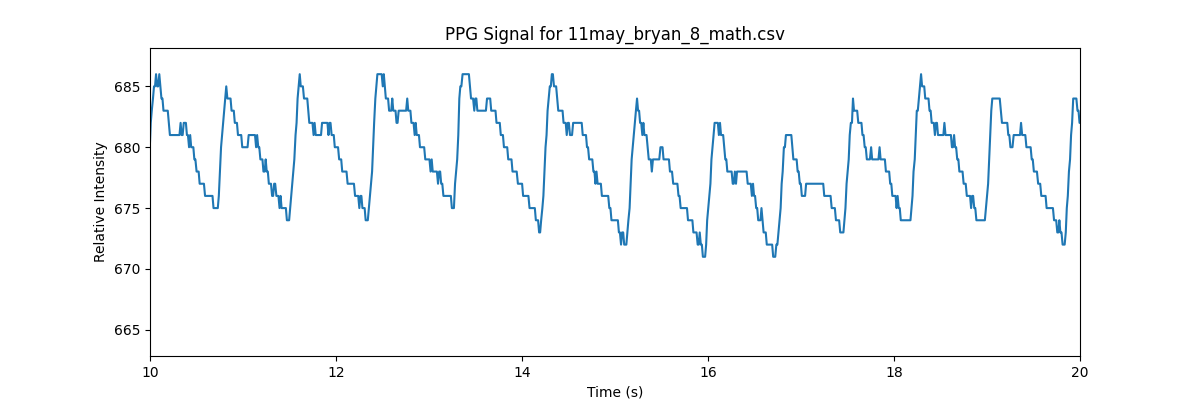 PPG Signal for 11may_bryan_8_math.csv
Relative Intensity
685
680
675
670
665
10 12 14 16 18 20
Time (s)